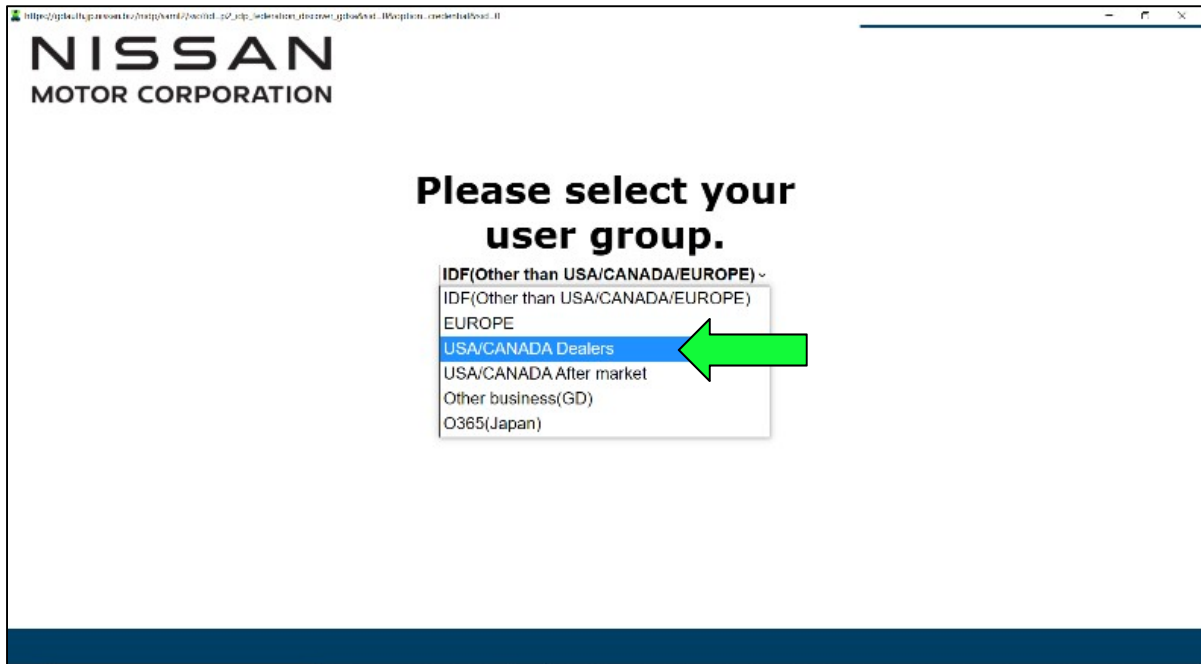 NISSAN
MOTOR CORPORATION
Please select your
user group.
IDF(Other than USA/CANADA/EUROPE)
IDF(Other than USA/CANADA/EUROPE)
EUROPE
USA/CANADA Dealers
USA/CANADA After market
Other business(GD)
O365(Japan)